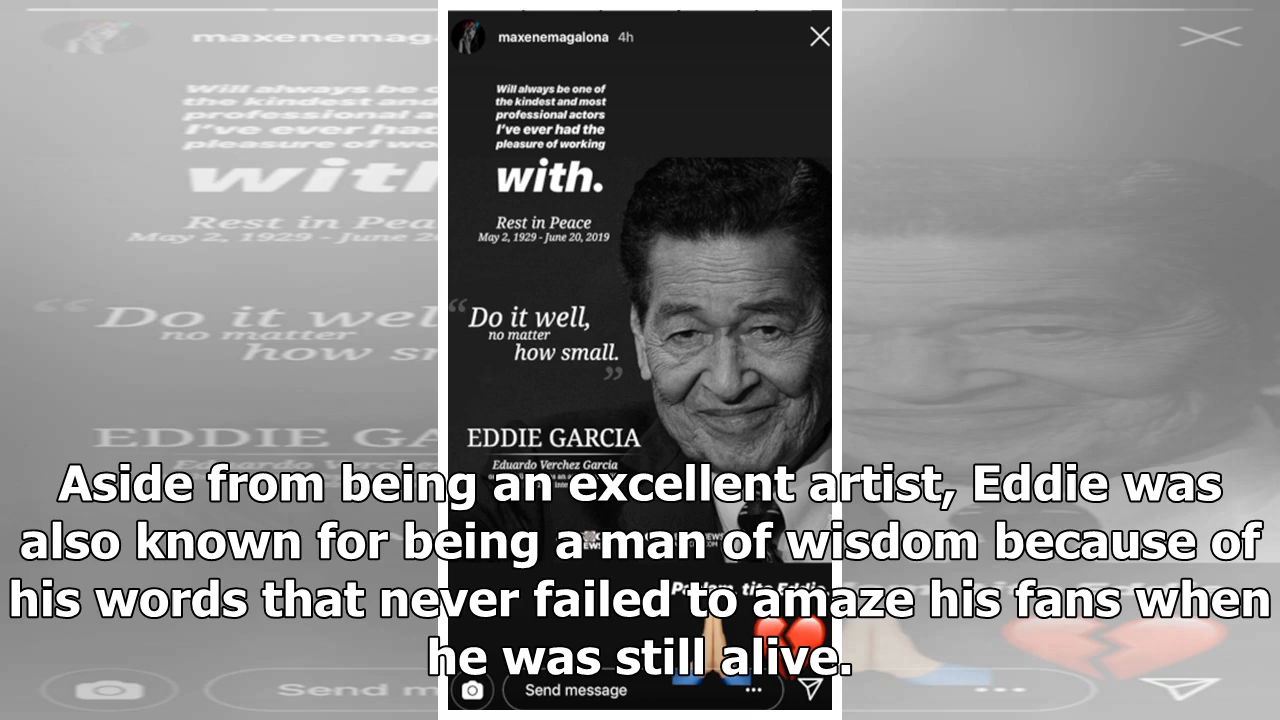 maxenemagalona 4h
Will always be one of
the kindest and most
professional actors
I've ever had the
pleasure of working
with.
Rest in Peace
May 2, 1929 - June 20, 2019
“Do it well,
no matter
how small.
”
EDDIE GARCIA
Eduardo Verchez Garcia
Aside from being an excellent artist, Eddie was
also known for being a man of wisdom because of
his words that never failed to amaze his fans when
he was still alive.
tito Eddie
Send message